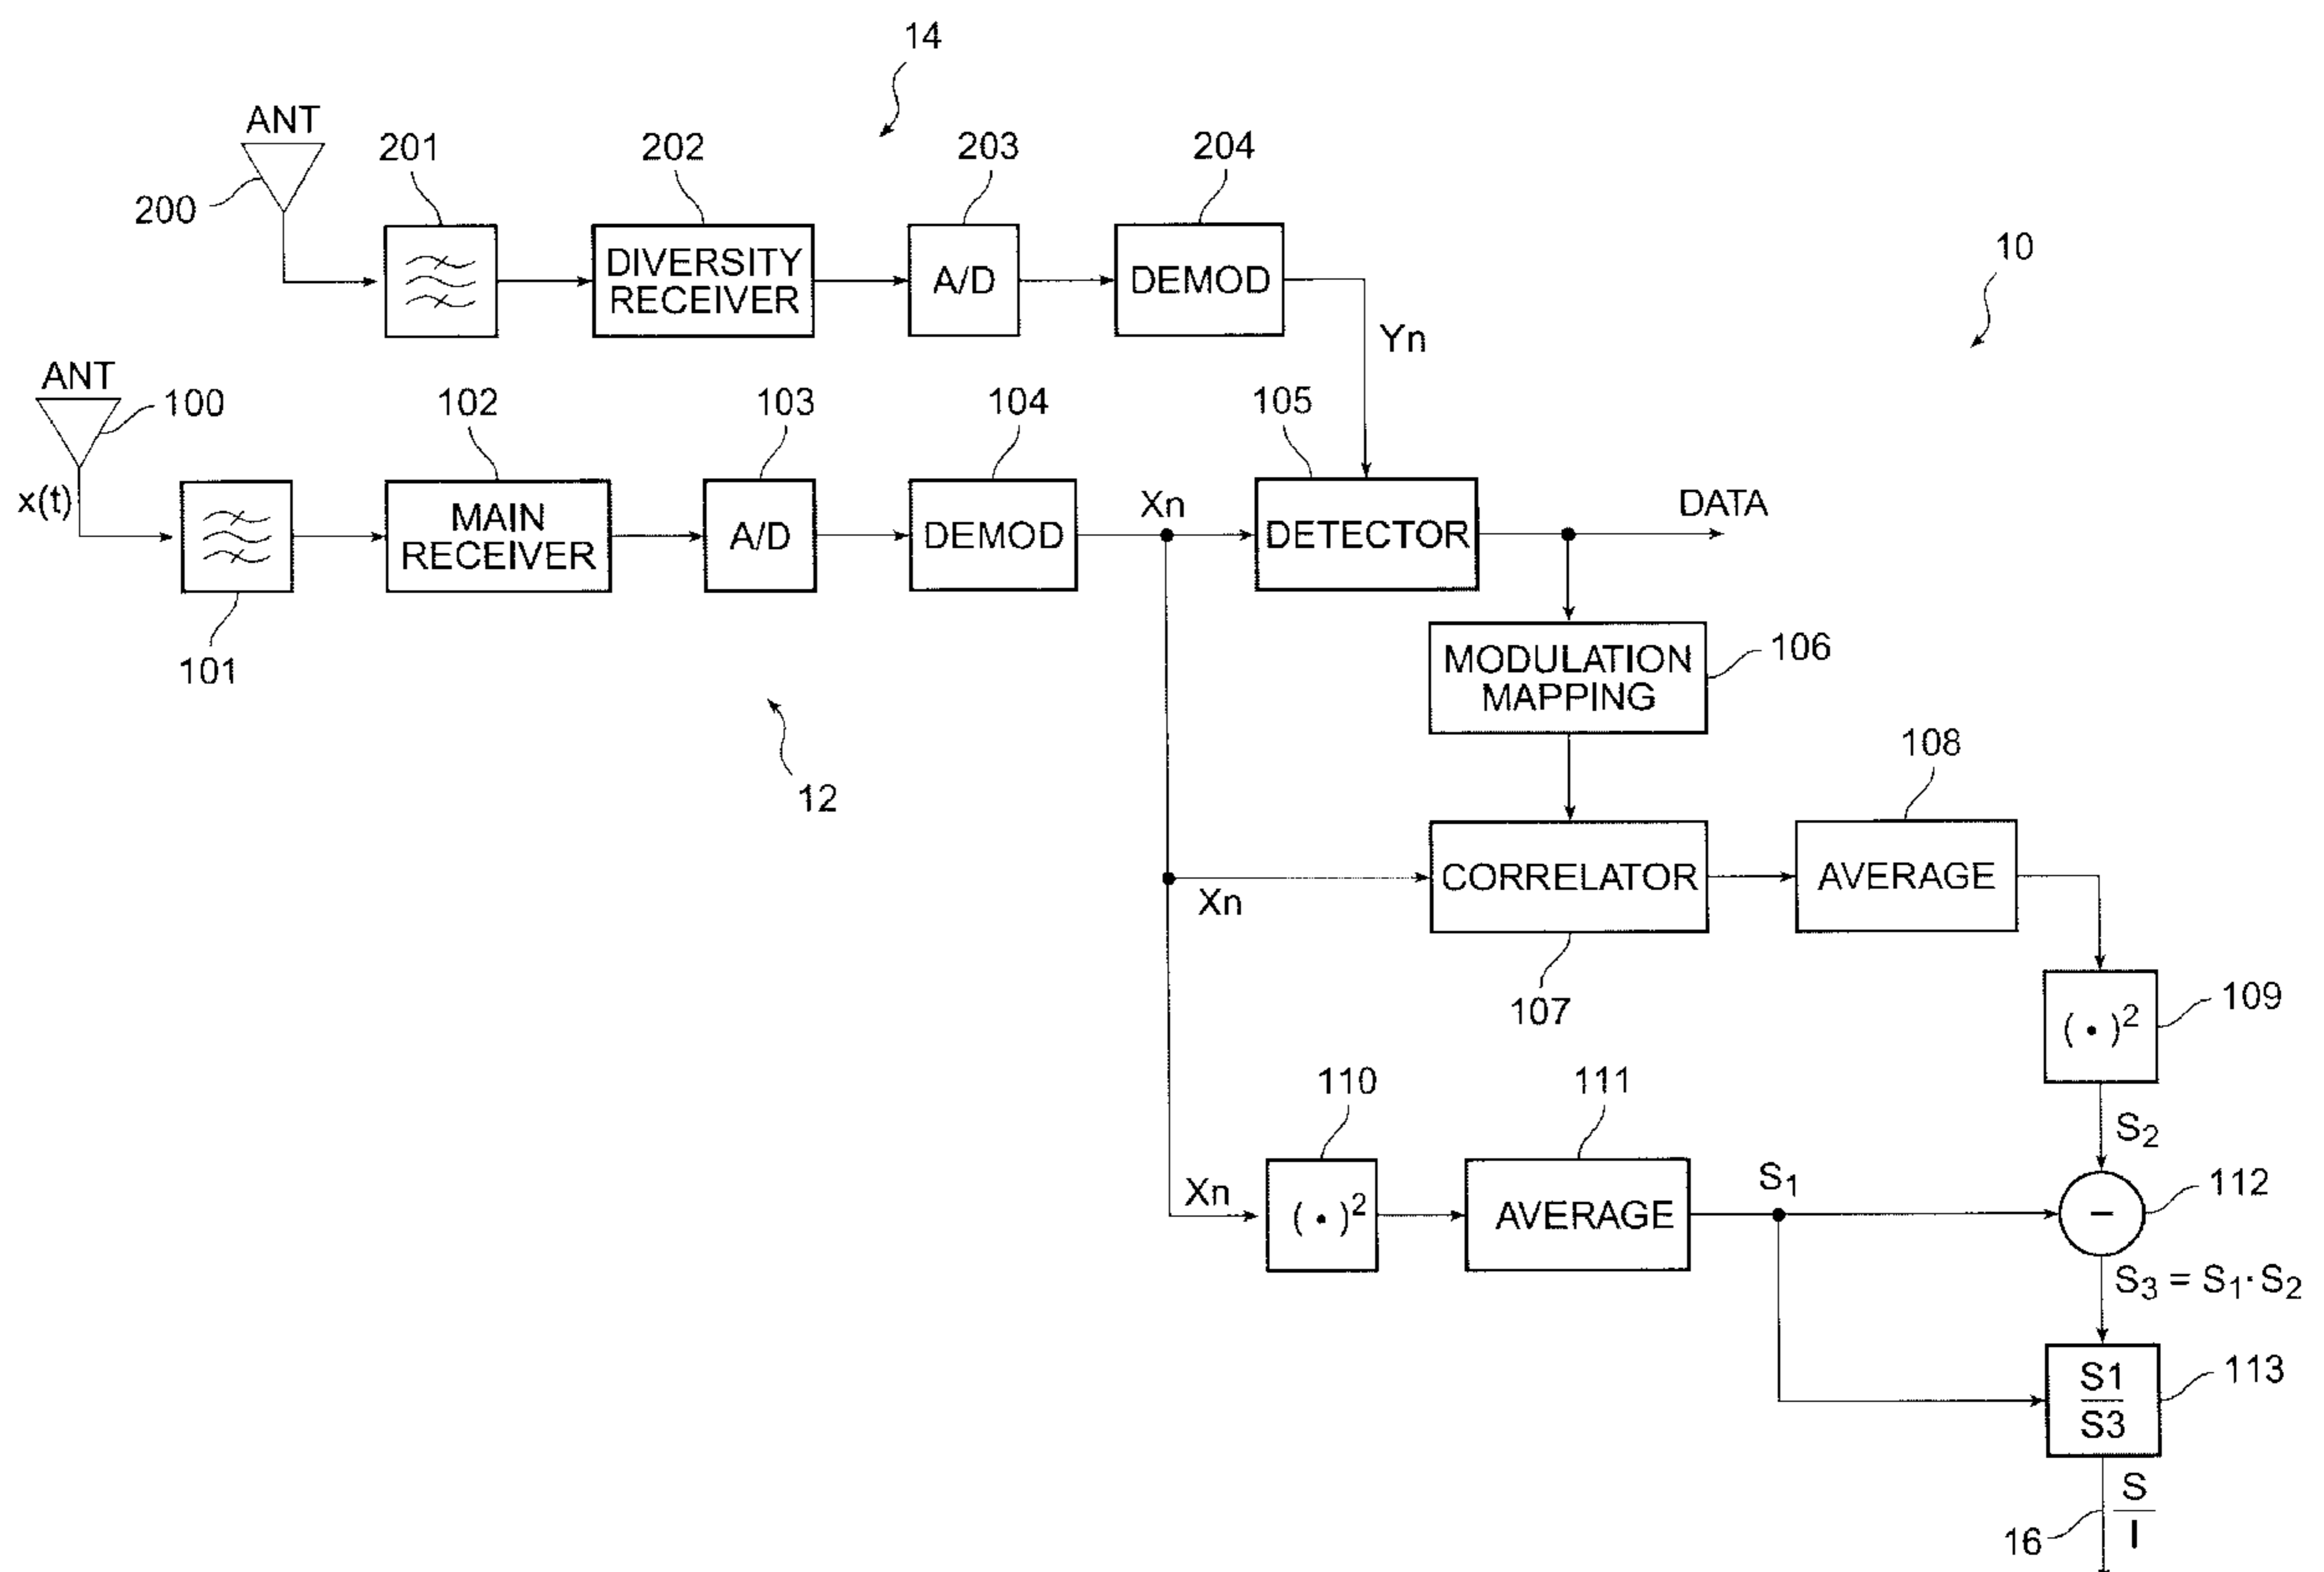 14
ANT
200
201
202
203
204
DIVERSITY
RECEIVER
A/D
DEMOD
10
Yn
ANT
100
x(t)
101
102
MAIN
RECEIVER
103
A/D
104
DEMOD
12
Xn
105
DETECTOR
DATA
MODULATION
MAPPING
106
108
Xn
CORRELATOR
107
AVERAGE
( • )2
109
S2
110
111
Xn
( • )2
AVERAGE
S1
−
112
S3 = S1·S2
S1
S3
113
16
S
I